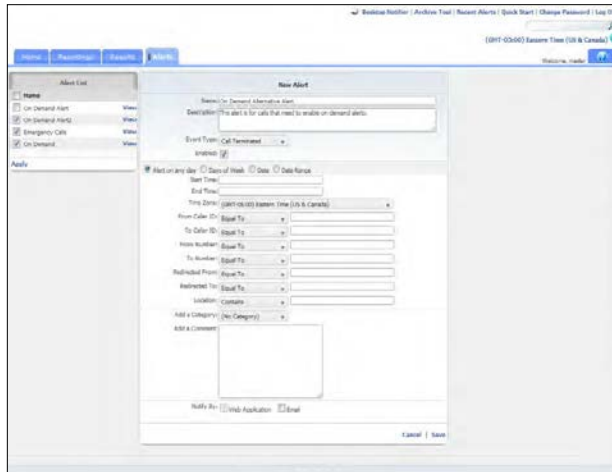 Desktop Notifier | Archive Tool | Recent Alerts | Quick Start | Change Password | Log O
(GMT-05:00) Eastern Time (US & Canada)
Home Recordings Results Alerts
Welcome,
Alert List
Name
On Demand Alert View
On Demand Alert2 View
Emergency Calls View
On Demand View
Apply
New Alert
Name: On Demand Alternative Alert
Description: This alert is for calls that need to enable on demand alerts.
Event Type: Call Terminated
Enabled:
Alert on any day Days of Week Date Date Range
Start Time:
End Time:
Time Zone: (GMT-05:00) Eastern Time (US & Canada)
From Caller ID: Equal To
To Caller ID: Equal To
From Number: Equal To
To Number: Equal To
Redirected From: Equal To
Redirected To: Equal To
Location: Contains
Add a Category: (No Category)
Add a Comment:
Notify By: Web Application Email
Cancel | Save